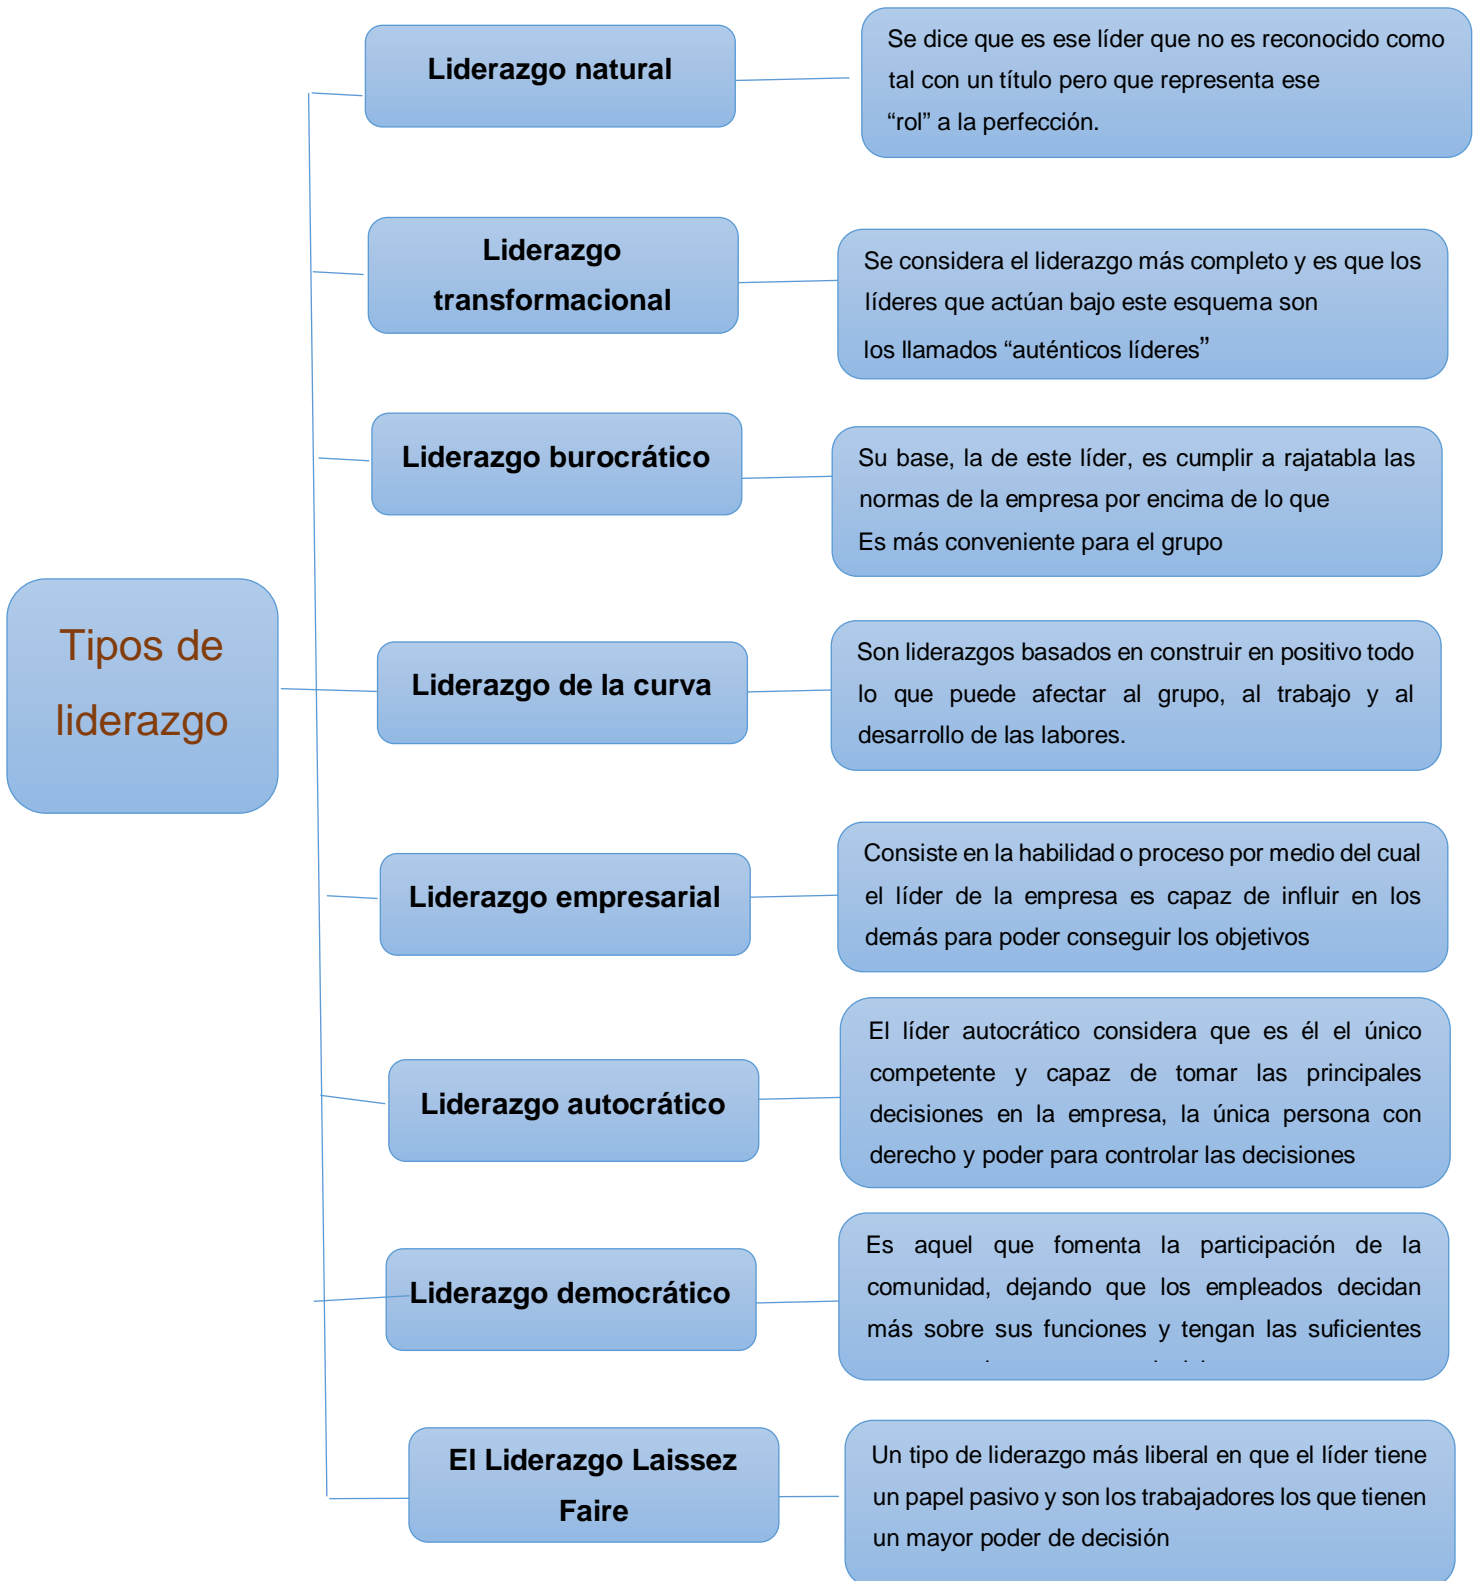 Tipos de
liderazgo
Liderazgo natural
Se dice que es ese líder que no es reconocido como
tal con un título pero que representa ese
“rol” a la perfección.
Liderazgo
transformacional
Se considera el liderazgo más completo y es que los
líderes que actúan bajo este esquema son
los llamados “auténticos líderes”
Liderazgo burocrático
Su base, la de este líder, es cumplir a rajatabla las
normas de la empresa por encima de lo que
Es más conveniente para el grupo
Liderazgo de la curva
Son liderazgos basados en construir en positivo todo
lo que puede afectar al grupo, al trabajo y al
desarrollo de las labores.
Liderazgo empresarial
Consiste en la habilidad o proceso por medio del cual
el líder de la empresa es capaz de influir en los
demás para poder conseguir los objetivos
Liderazgo autocrático
El líder autocrático considera que es él el único
competente y capaz de tomar las principales
decisiones en la empresa, la única persona con
derecho y poder para controlar las decisiones
Liderazgo democrático
Es aquel que fomenta la participación de la
comunidad, dejando que los empleados decidan
más sobre sus funciones y tengan las suficientes
El Liderazgo Laissez
Faire
Un tipo de liderazgo más liberal en que el líder tiene
un papel pasivo y son los trabajadores los que tienen
un mayor poder de decisión